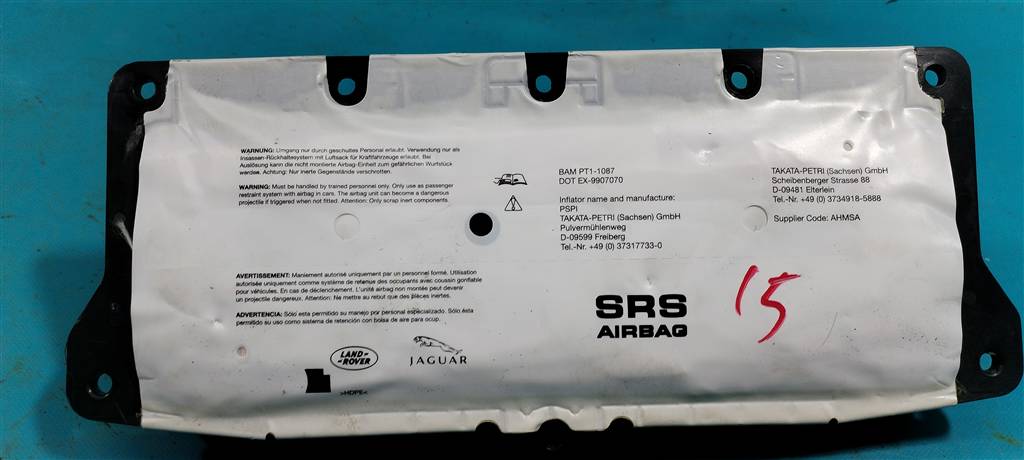 WARNUNG: Umgang nur durch geschultes Personal erlaubt. Verwendung nur als
Insassen-Rückhaltesystem mit Luftsack für Kraftfahrzeuge erlaubt. Bei
Auslösung kann die nicht montierte Airbag-Einheit zum gefährlichen Wurfstück
werden. Achtung: Nur inerte Gegenstände verschrotten.
WARNING: Must be handled by trained personnel only. Only use as passenger
restraint system with airbag in cars. The unit can become a dangerous
projectile if triggered when not fitted. Attention: Only scrap inert components.
AVERTISSEMENT: Maniement autorisé uniquement par un personnel formé. Utilisation
autorisée uniquement comme système de retenue des occupants avec coussin gonflable
pour véhicules. En cas de déclenchement. L'unité airbag non montée peut devenir
un projectile dangereux. Attention: Ne mettre au rebut que des pièces inertes.
ADVERTENCIA: Sólo esta permitido su manejo por personal especializado. Sólo ésta
permitido su uso como sistema de retención con bolsa de aire para ocup.
LAND-
-ROVER
JAGUAR
>HDPE<
BAM PT1-1087
DOT EX-9907070
Inflator name and manufacture:
PSPI
TAKATA-PETRI (Sachsen) GmbH
Pulvermühlenweg
D-09599 Freiberg
Tel.-Nr. +49 (0) 37317733-0
TAKATA-PETRI (Sachsen) GmbH
Scheibenberger Strasse 88
D-09481 Elterlein
Tel.-Nr. +49 (0) 3734918-5888
Supplier Code: AHMSA
SRS
AIRBAG
15